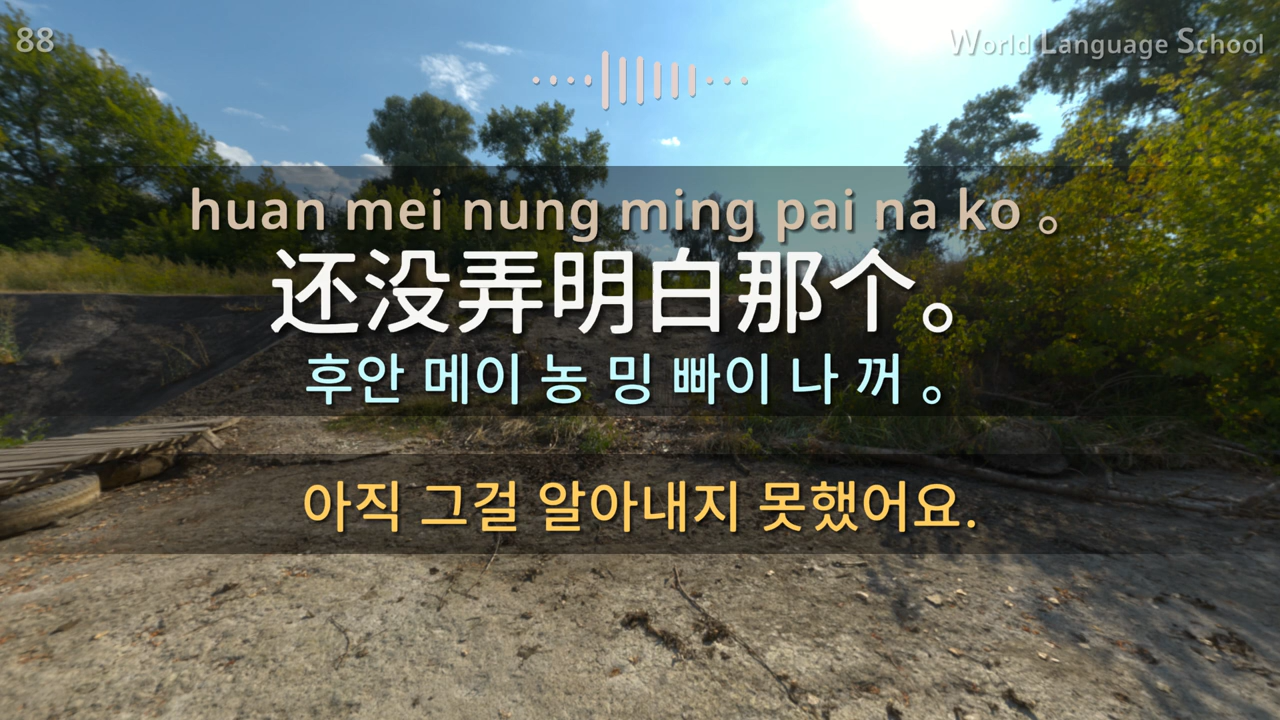 88
World Language School
huan mei nung ming pai na ko 。
还没弄明白那个。
후안 메이 농 밍 빠이 나 꺼 。
아직 그걸 알아내지 못했어요.